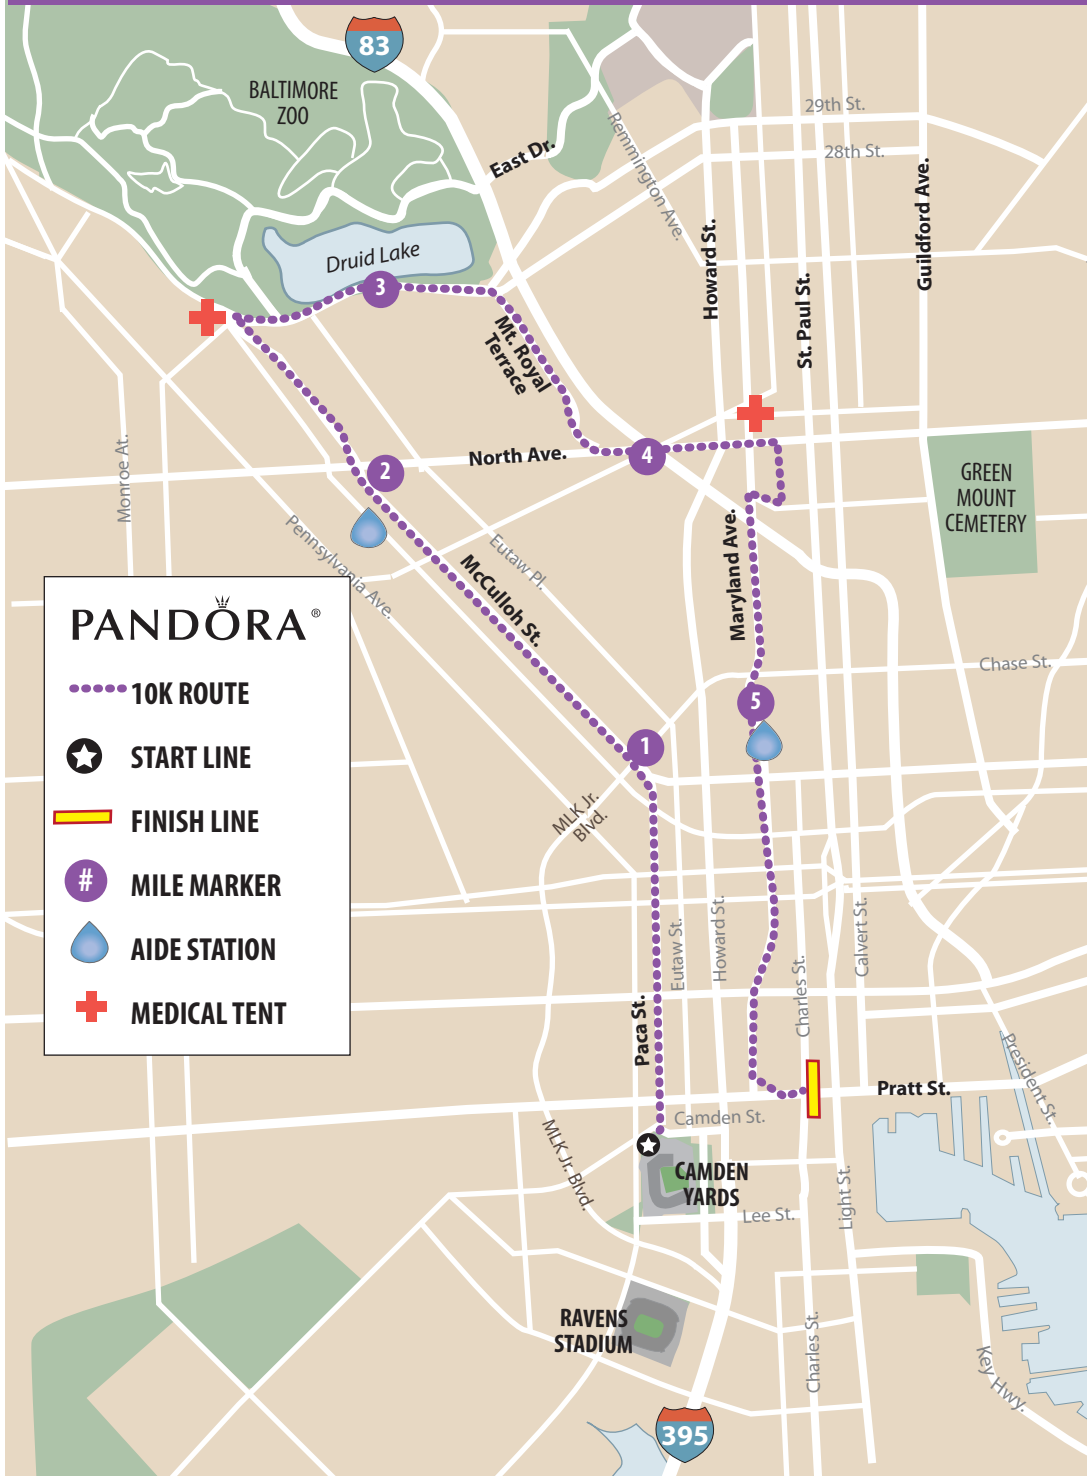 83
BALTIMORE
ZOO
East Dr.
Remmington Ave.
29th St.
28th St.
Guildford Ave.
Howard St.
St. Paul St.
Druid Lake
3
Mt. Royal
Terrace
North Ave.
4
2
Monroe At.
GREEN
MOUNT
CEMETERY
Pennsylvania Ave.
Eutaw Pl.
McCulloh St.
Maryland Ave.
Chase St.
5
1
MLK Jr.
Blvd.
PANDÖRA®
10K ROUTE
START LINE
FINISH LINE
# MILE MARKER
AIDE STATION
MEDICAL TENT
Eutaw St.
Howard St.
Calvert St.
Charles St.
Paca St.
President St.
Pratt St.
Camden St.
MLK Jr. Blvd.
CAMDEN
YARDS
Lee St.
Light St.
RAVENS
STADIUM
Charles St.
Key Hwy.
395